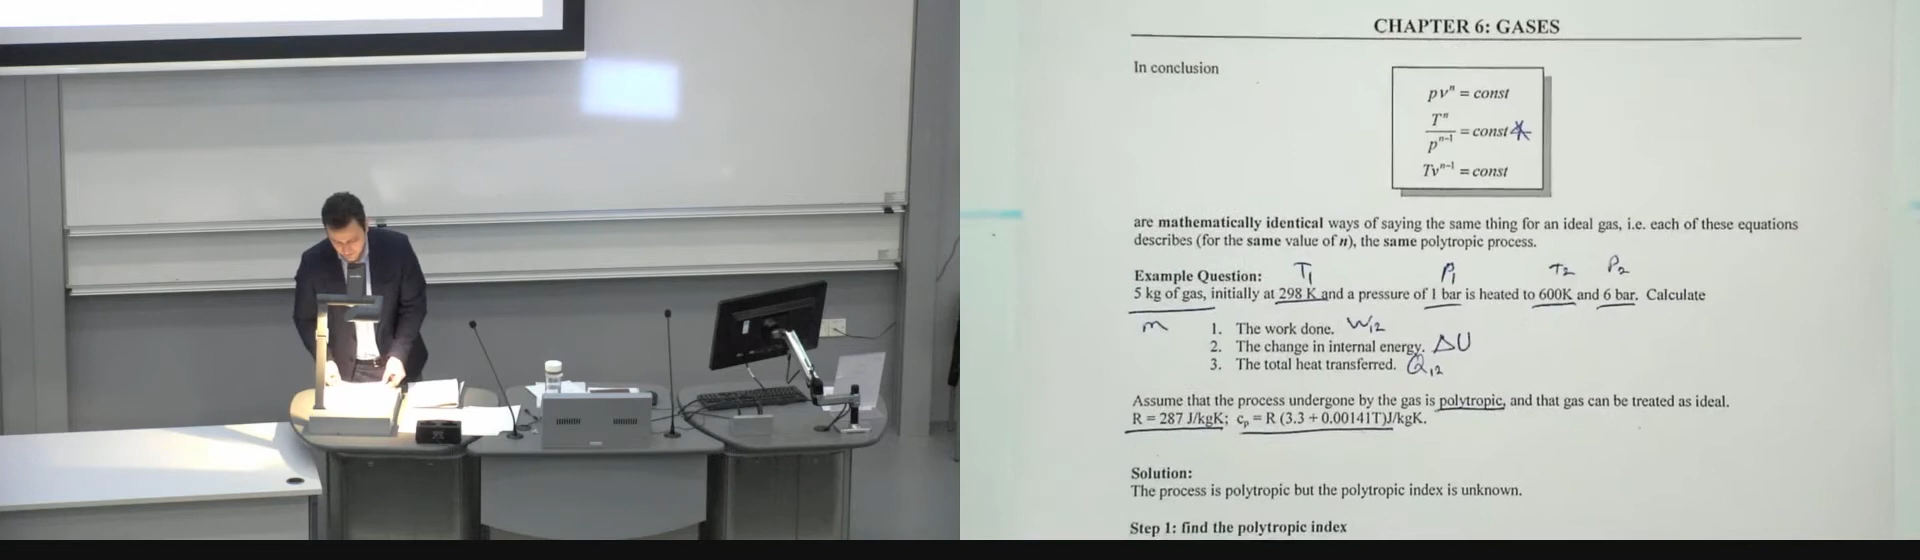 CHAPTER 6: GASES
In conclusion
pvⁿ = const
Tⁿ/pⁿ⁻¹ = const *
Tvⁿ⁻¹ = const
are mathematically identical ways of saying the same thing for an ideal gas, i.e. each of these equations
describes (for the same value of n), the same polytropic process.
Example Question: T₁ P₁ T₂ P₂
5 kg of gas, initially at 298 K and a pressure of 1 bar is heated to 600K and 6 bar. Calculate
m
1. The work done. W₁₂
2. The change in internal energy. ΔU
3. The total heat transferred. Q₁₂
Assume that the process undergone by the gas is polytropic, and that gas can be treated as ideal.
R = 287 J/kgK; cₚ = R (3.3 + 0.00141T)J/kgK.
Solution:
The process is polytropic but the polytropic index is unknown.
Step 1: find the polytropic index